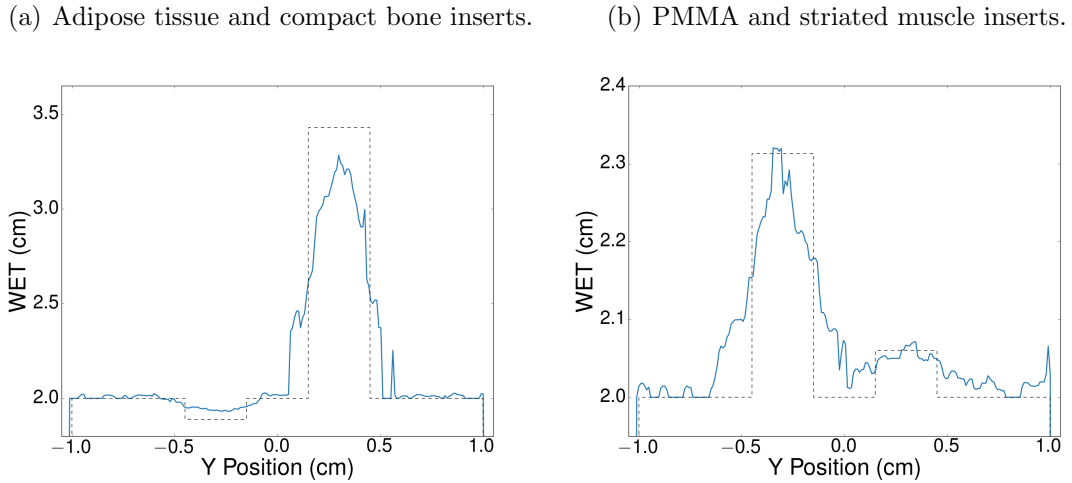 (a) Adipose tissue and compact bone inserts.
(b) PMMA and striated muscle inserts.
3.5
3.0
2.5
2.0
WET (cm)
−1.0 −0.5 0.0 0.5 1.0
Y Position (cm)
2.4
2.3
2.2
2.1
2.0
WET (cm)
−1.0 −0.5 0.0 0.5 1.0
Y Position (cm)